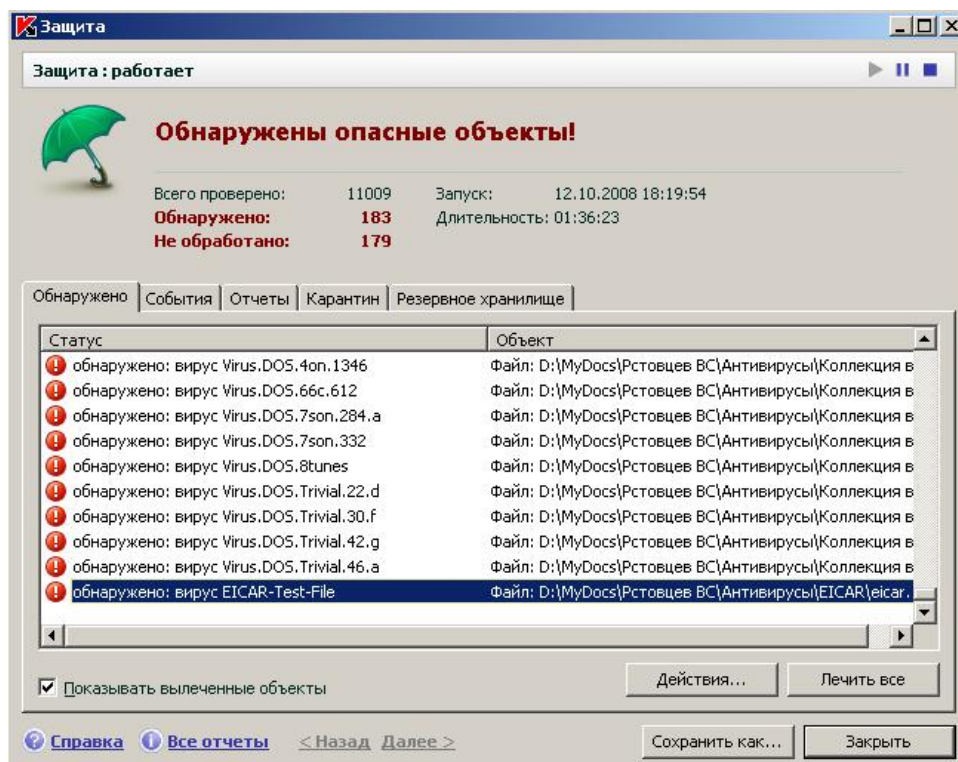 Защита
Защита : работает
Обнаружены опасные объекты!
Всего проверено: 11009 Запуск: 12.10.2008 18:19:54
Обнаружено: 183 Длительность: 01:36:23
Не обработано: 179
Обнаружено События Отчеты Карантин Резервное хранилище
Статус Объект
обнаружено: вирус Virus.DOS.4on.1346 Файл: D:\MyDocs\Рстовцев ВС\Антивирусы\Коллекция в
обнаружено: вирус Virus.DOS.66c.612 Файл: D:\MyDocs\Рстовцев ВС\Антивирусы\Коллекция в
обнаружено: вирус Virus.DOS.7son.284.a Файл: D:\MyDocs\Рстовцев ВС\Антивирусы\Коллекция в
обнаружено: вирус Virus.DOS.7son.332 Файл: D:\MyDocs\Рстовцев ВС\Антивирусы\Коллекция в
обнаружено: вирус Virus.DOS.8tunes Файл: D:\MyDocs\Рстовцев ВС\Антивирусы\Коллекция в
обнаружено: вирус Virus.DOS.Trivial.22.d Файл: D:\MyDocs\Рстовцев ВС\Антивирусы\Коллекция в
обнаружено: вирус Virus.DOS.Trivial.30.f Файл: D:\MyDocs\Рстовцев ВС\Антивирусы\Коллекция в
обнаружено: вирус Virus.DOS.Trivial.42.g Файл: D:\MyDocs\Рстовцев ВС\Антивирусы\Коллекция в
обнаружено: вирус Virus.DOS.Trivial.46.a Файл: D:\MyDocs\Рстовцев ВС\Антивирусы\Коллекция в
обнаружено: вирус EICAR-Test-File Файл: D:\MyDocs\Рстовцев ВС\Антивирусы\EICAR\eicar.
Показывать вылеченные объекты Действия... Лечить все
Справка Все отчеты < Назад Далее > Сохранить как... Закрыть